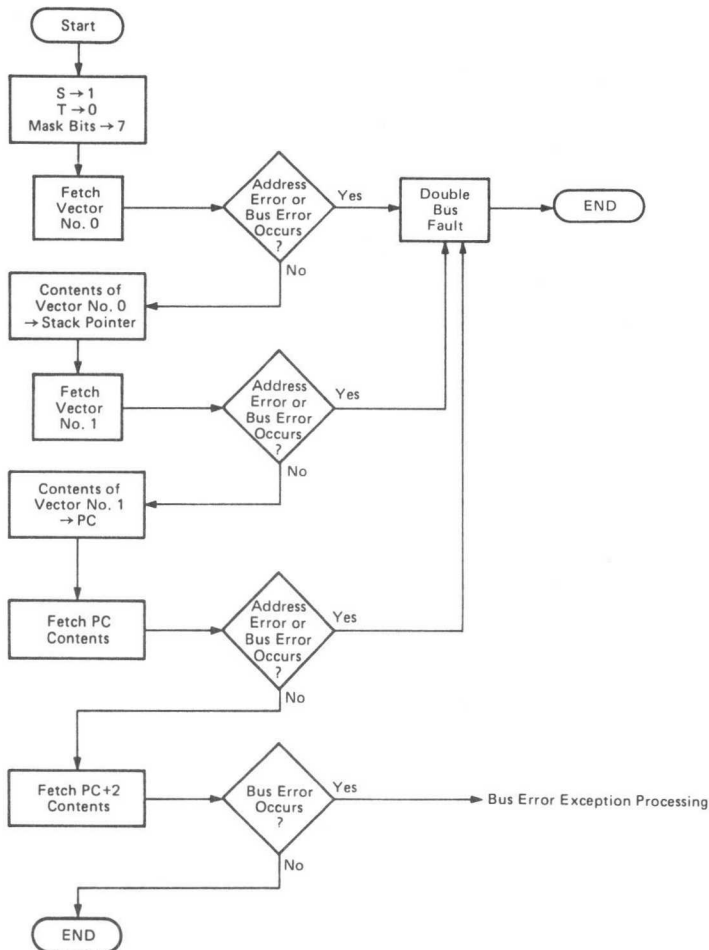 Start
S → 1
T → 0
Mask Bits → 7
Fetch
Vector
No. 0
Address
Error or
Bus Error
Occurs
?
Yes
Double
Bus
Fault
END
No
Contents of
Vector No. 0
→ Stack Pointer
Fetch
Vector
No. 1
Address
Error or
Bus Error
Occurs
?
Yes
No
Contents of
Vector No. 1
→ PC
Fetch PC
Contents
Address
Error or
Bus Error
Occurs
?
Yes
No
Fetch PC+2
Contents
Bus Error
Occurs
?
Yes
Bus Error Exception Processing
No
END